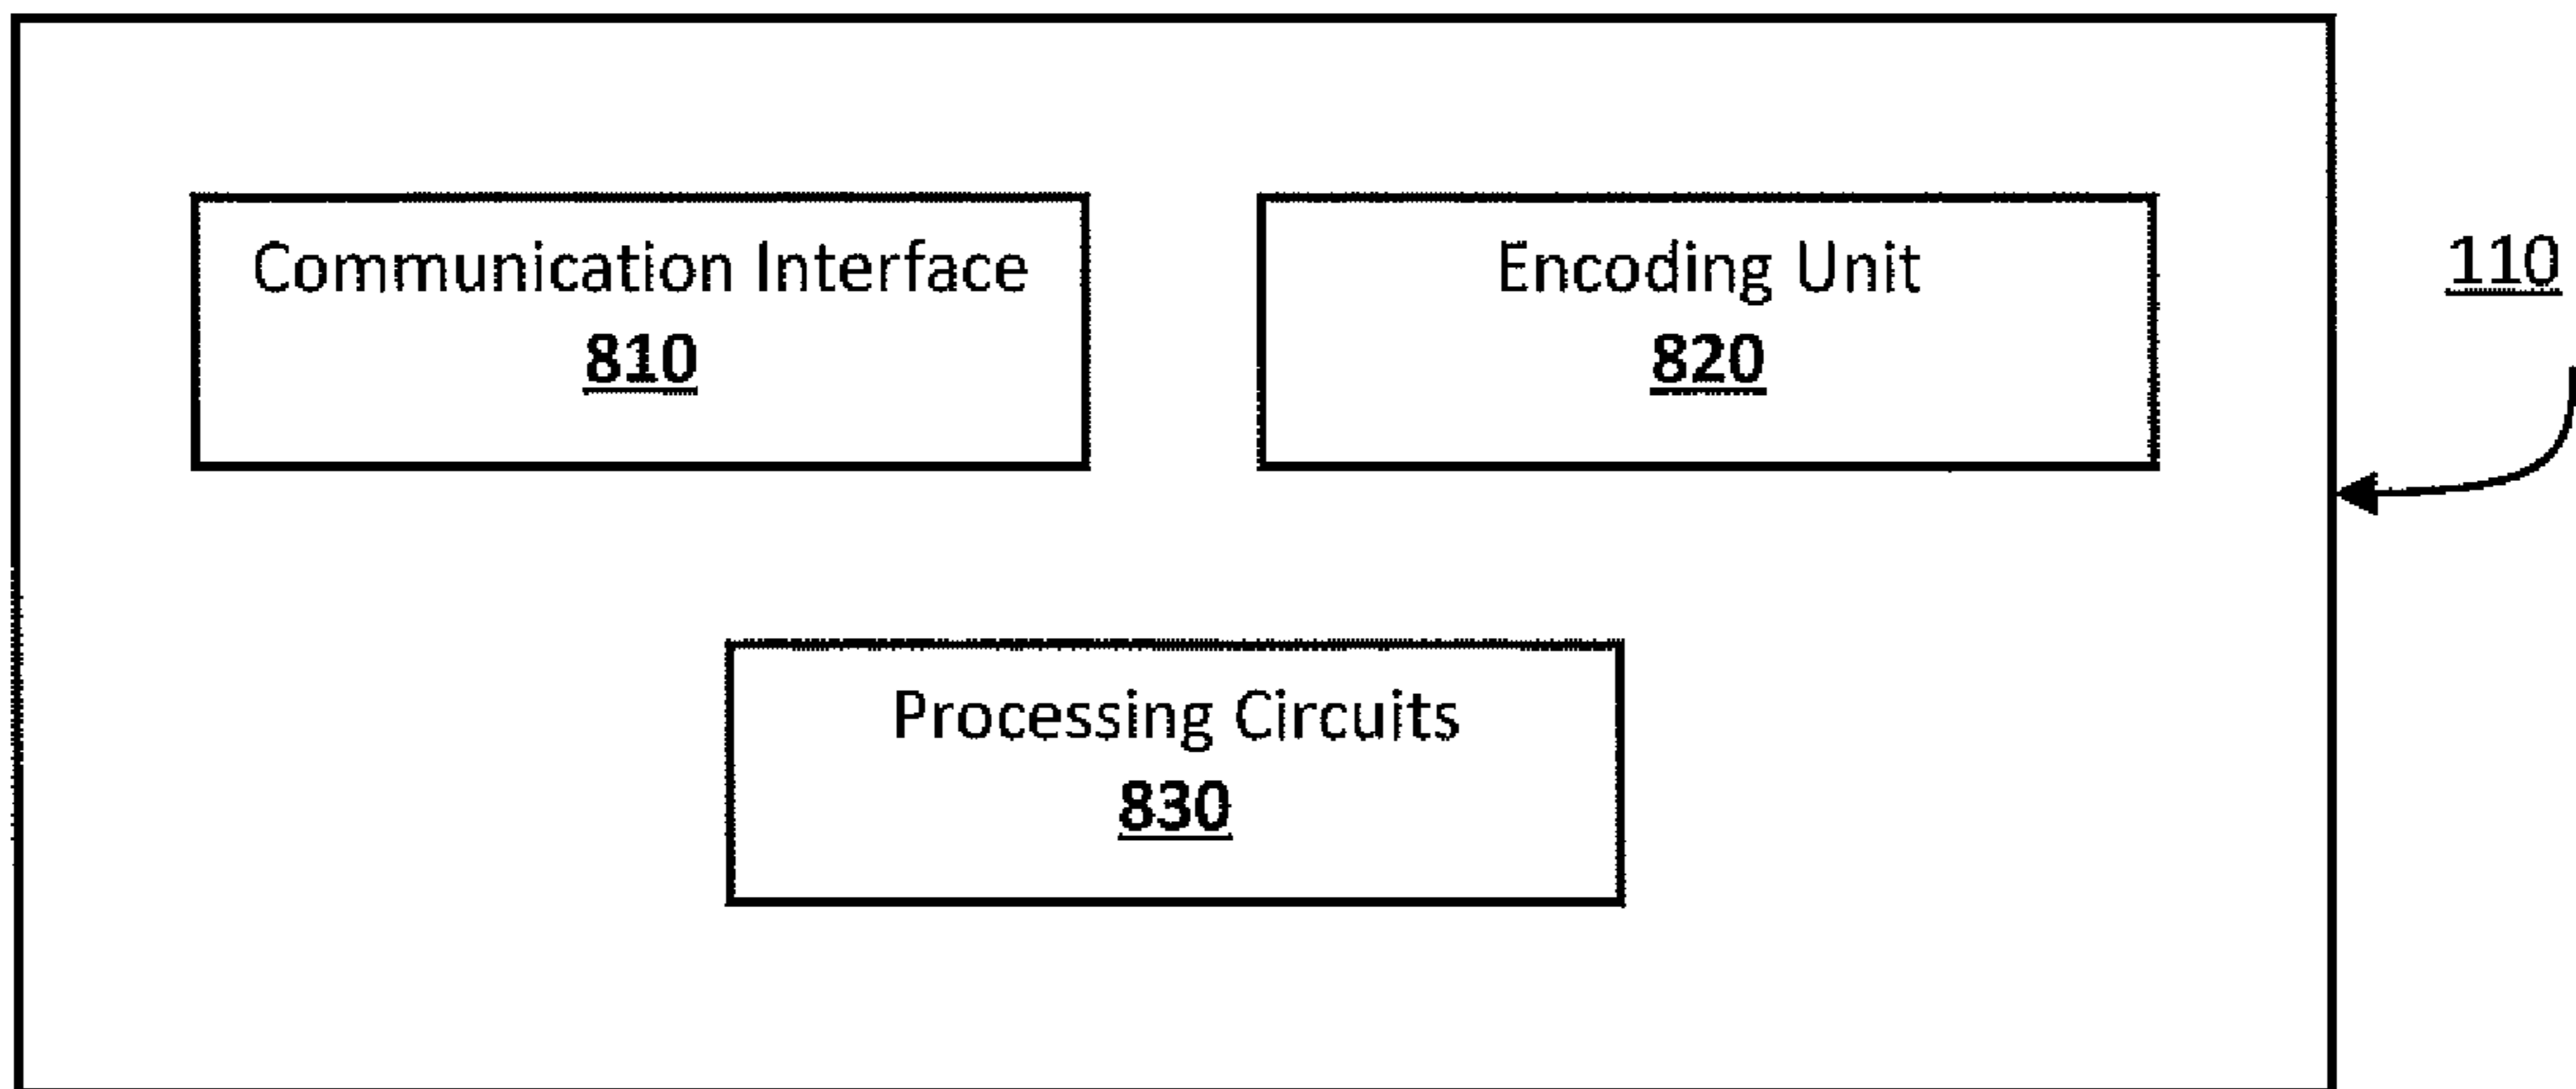 Communication Interface
810
Encoding Unit
820
110
Processing Circuits
830